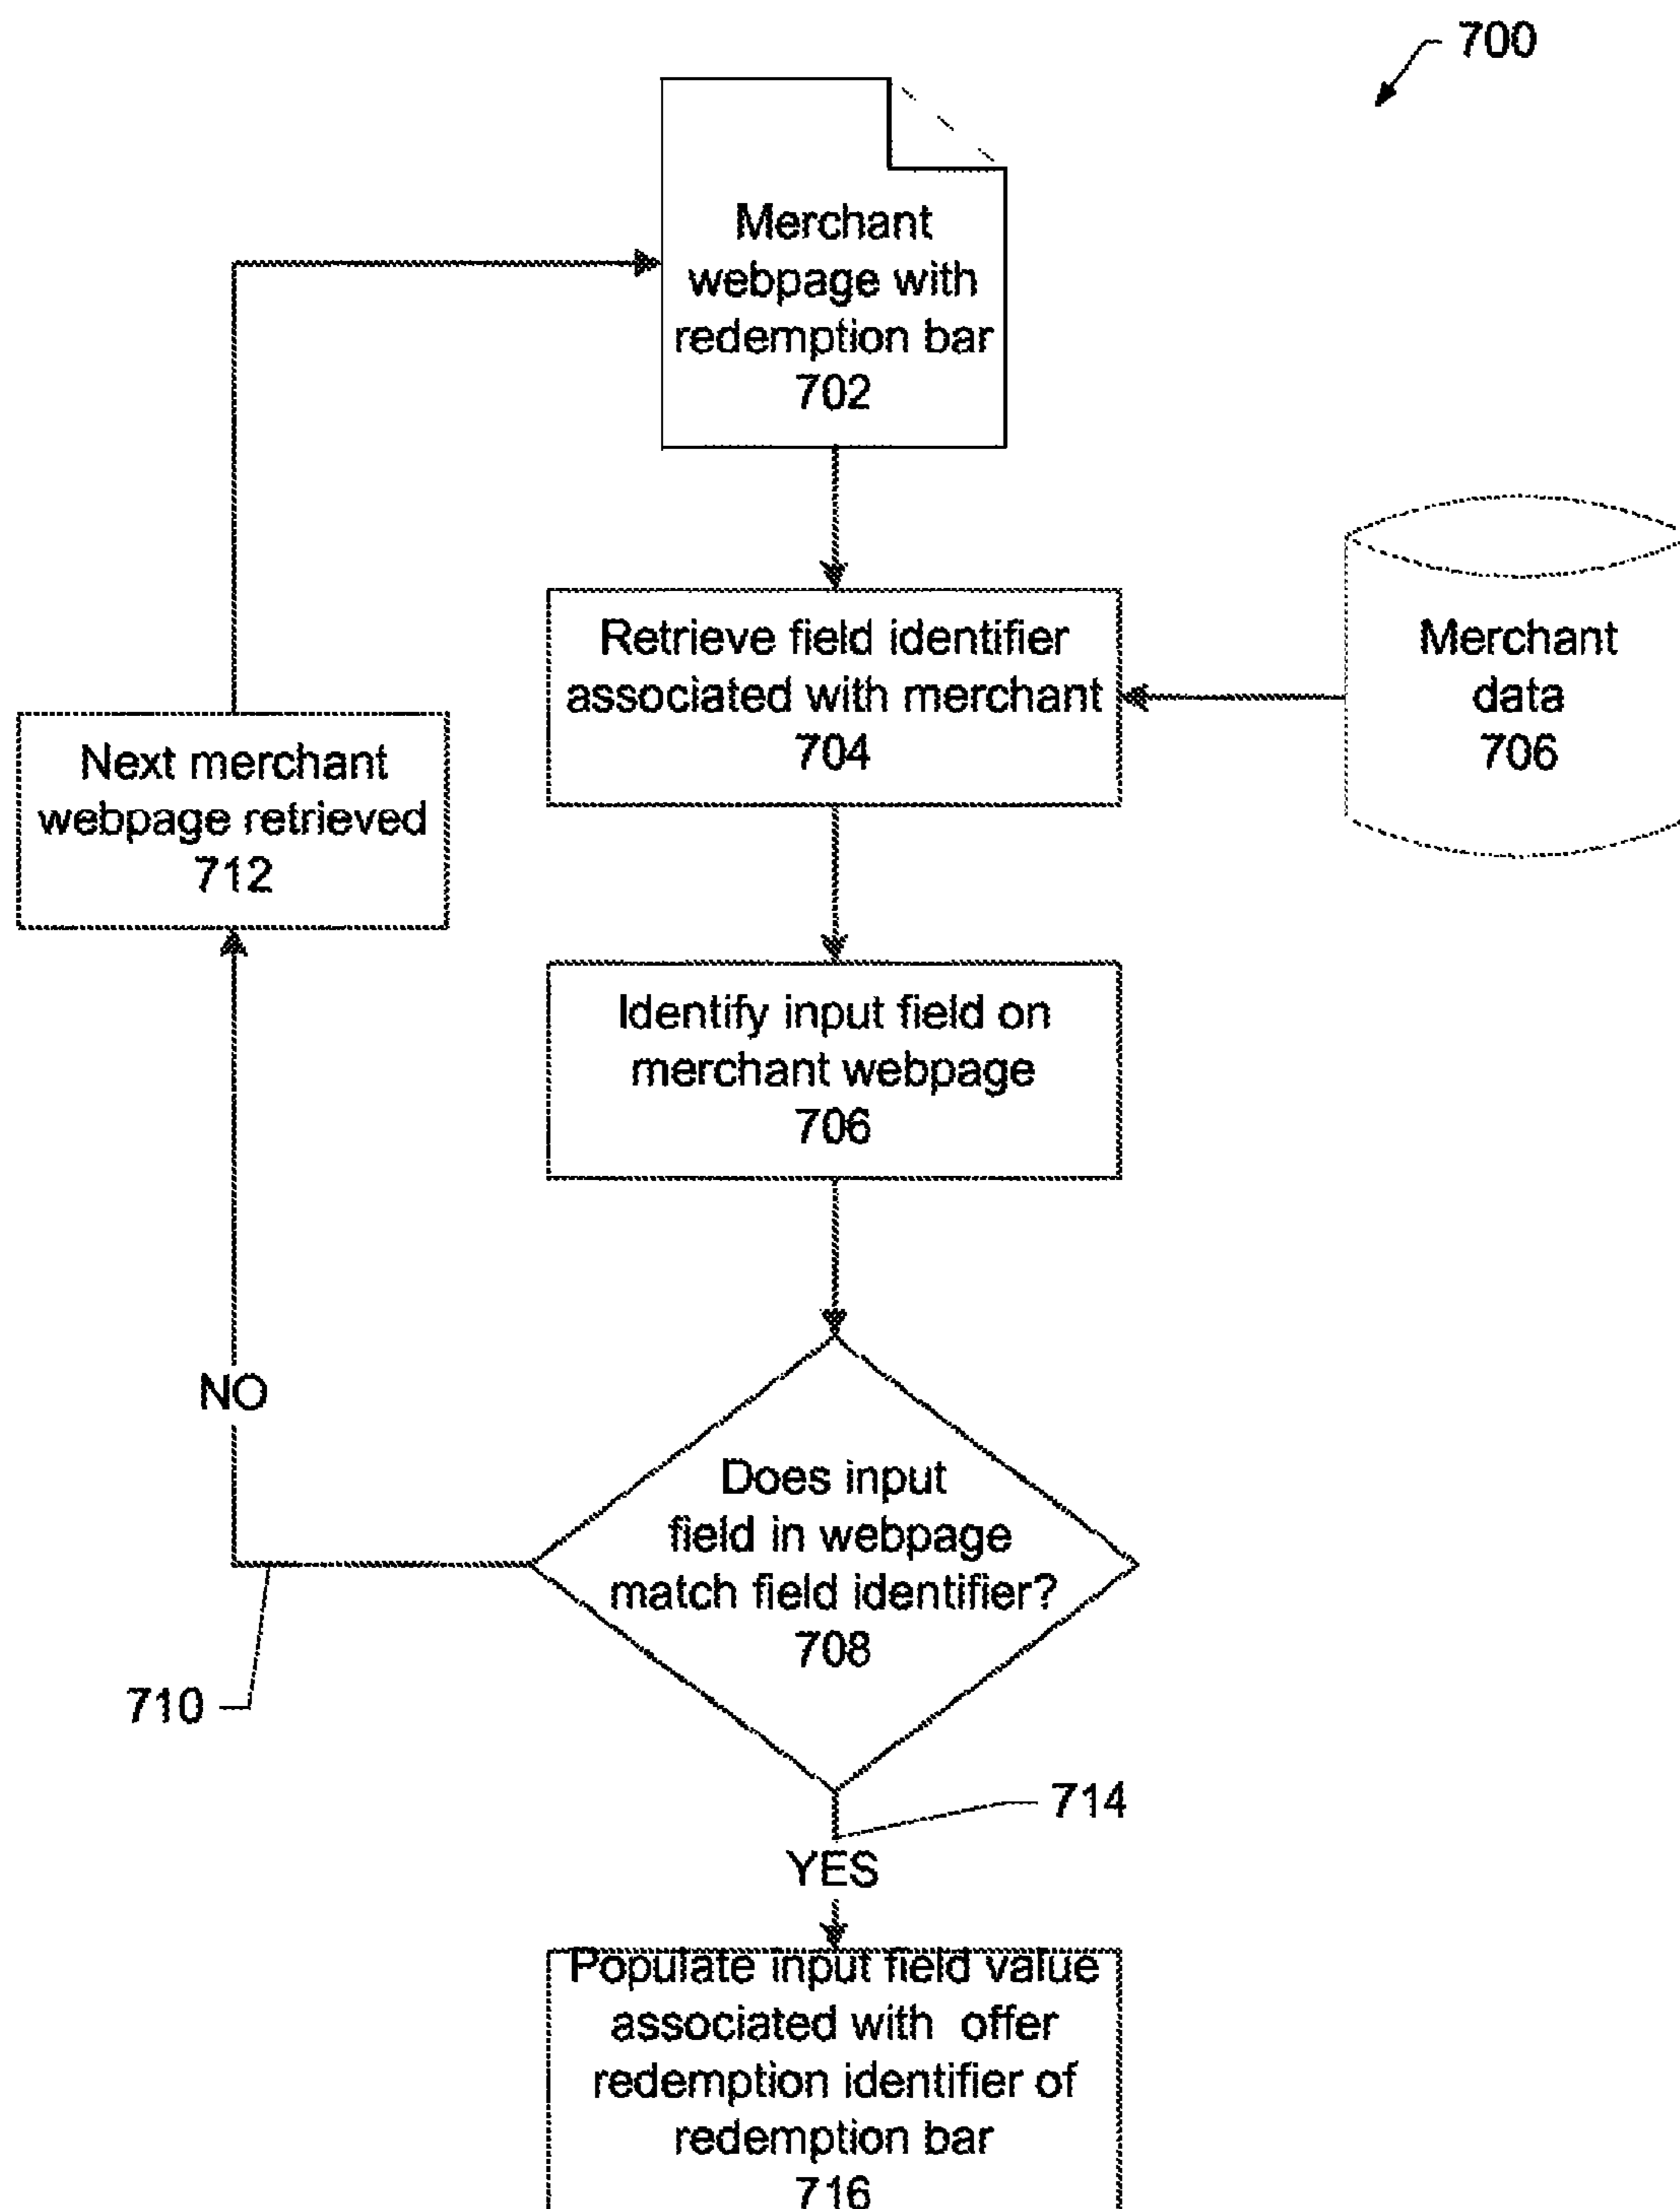 700
Merchant
webpage with
redemption bar
702
Retrieve field identifier
associated with merchant
704
Merchant
data
706
Next merchant
webpage retrieved
712
Identify input field on
merchant webpage
706
NO
Does input
field in webpage
match field identifier?
708
710
714
YES
Populate input field value
associated with offer
redemption identifier of
redemption bar
716